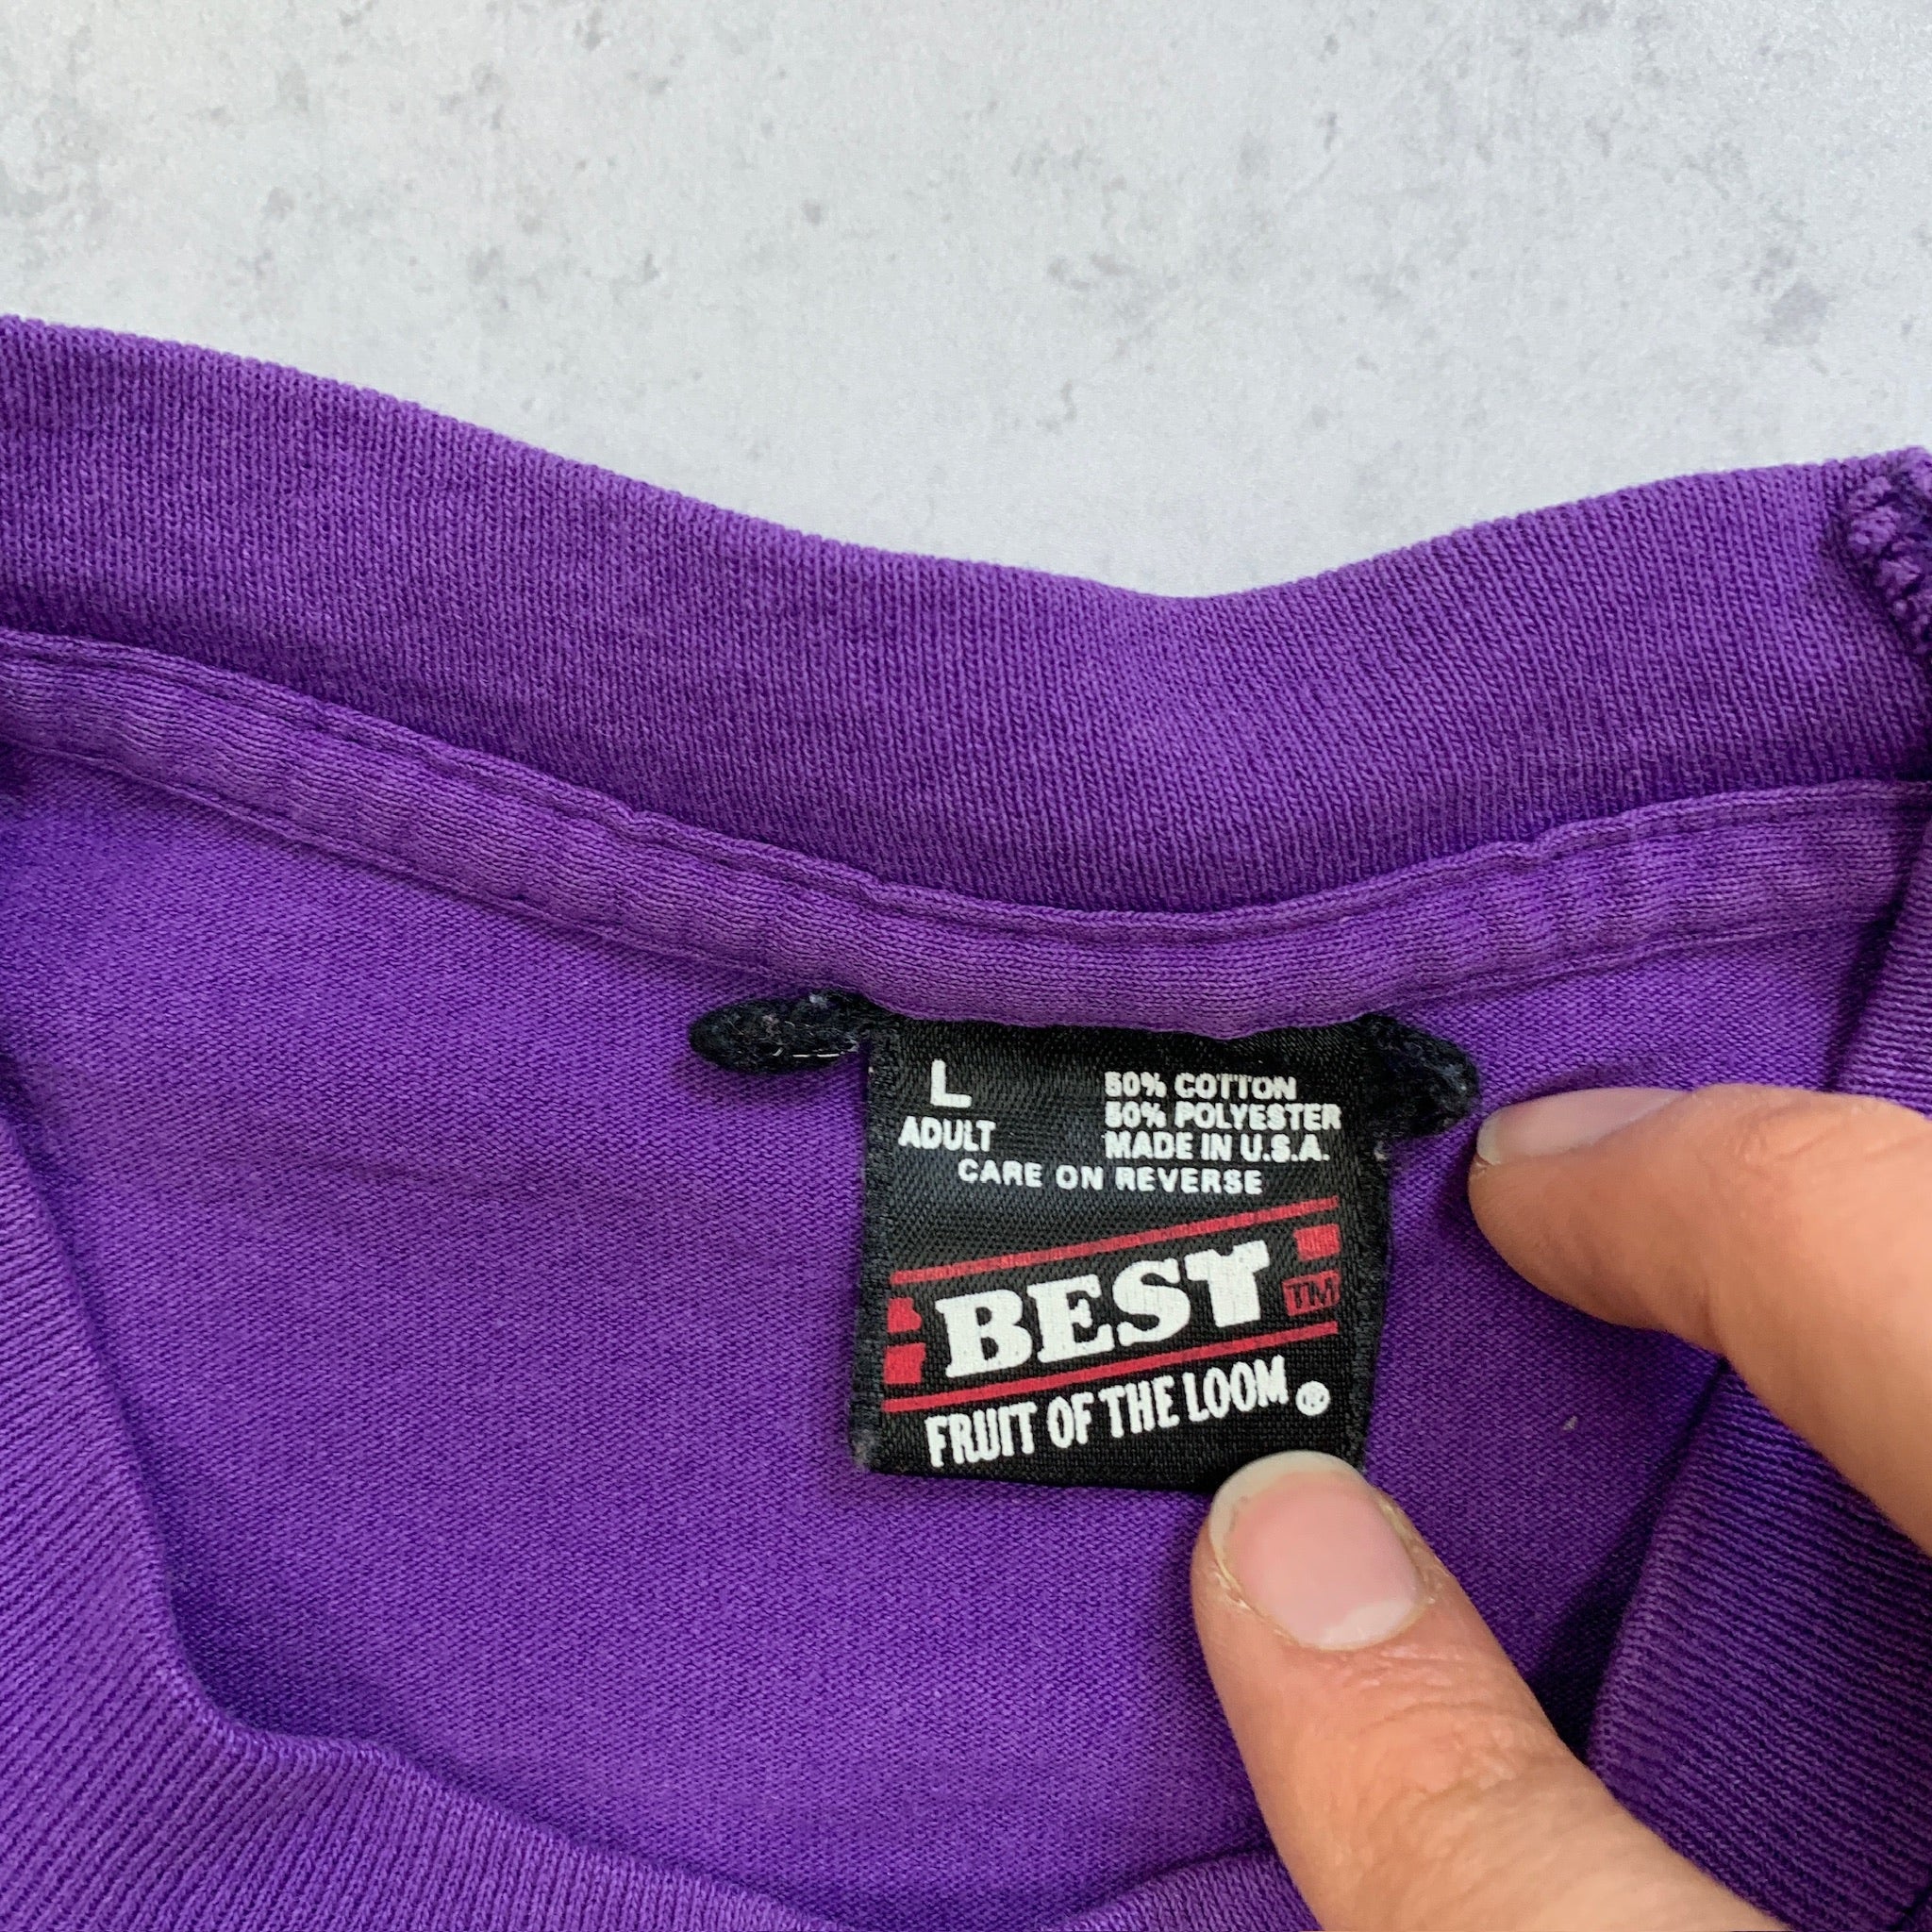 L
ADULT
50% COTTON
50% POLYESTER
MADE IN U.S.A.
CARE ON REVERSE
BEST TM
FRUIT OF THE LOOM ®